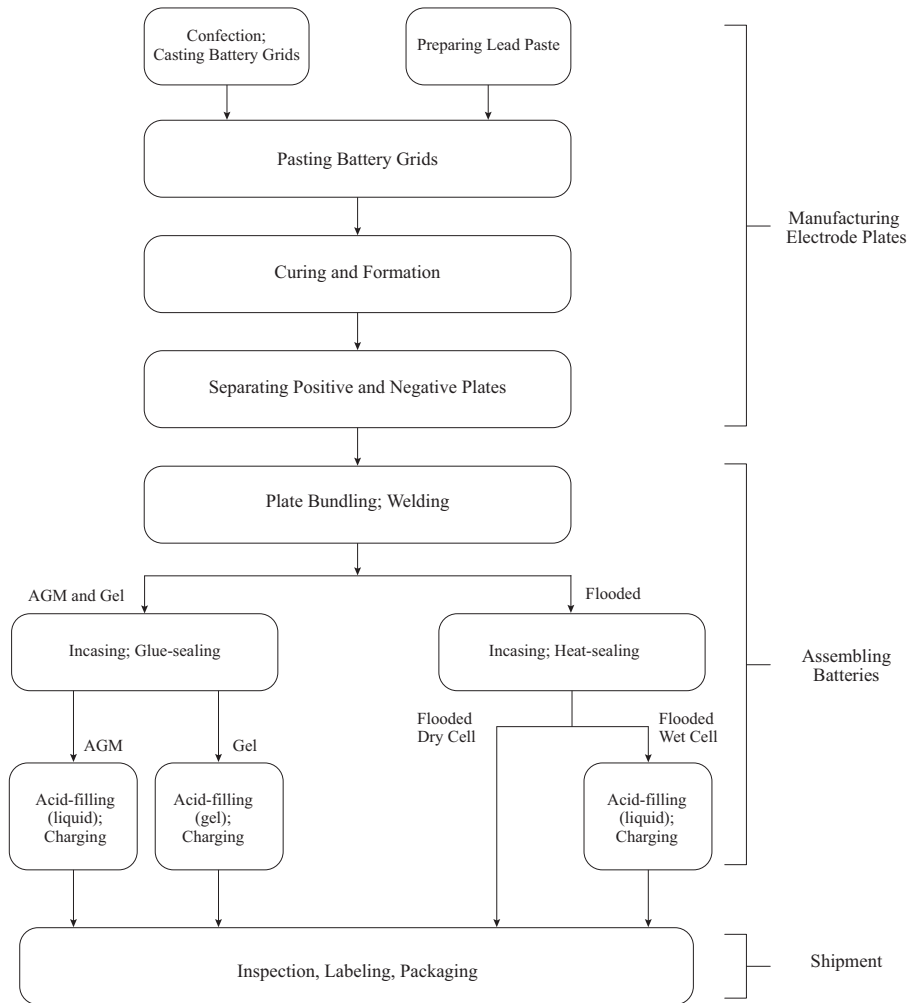 Confection;
Casting Battery Grids
Preparing Lead Paste
Pasting Battery Grids
Manufacturing
Electrode Plates
Curing and Formation
Separating Positive and Negative Plates
Plate Bundling; Welding
AGM and Gel
Flooded
Incasing; Glue-sealing
Incasing; Heat-sealing
Assembling
Batteries
AGM
Gel
Flooded
Dry Cell
Flooded
Wet Cell
Acid-filling
(liquid);
Charging
Acid-filling
(gel);
Charging
Acid-filling
(liquid);
Charging
Inspection, Labeling, Packaging
Shipment